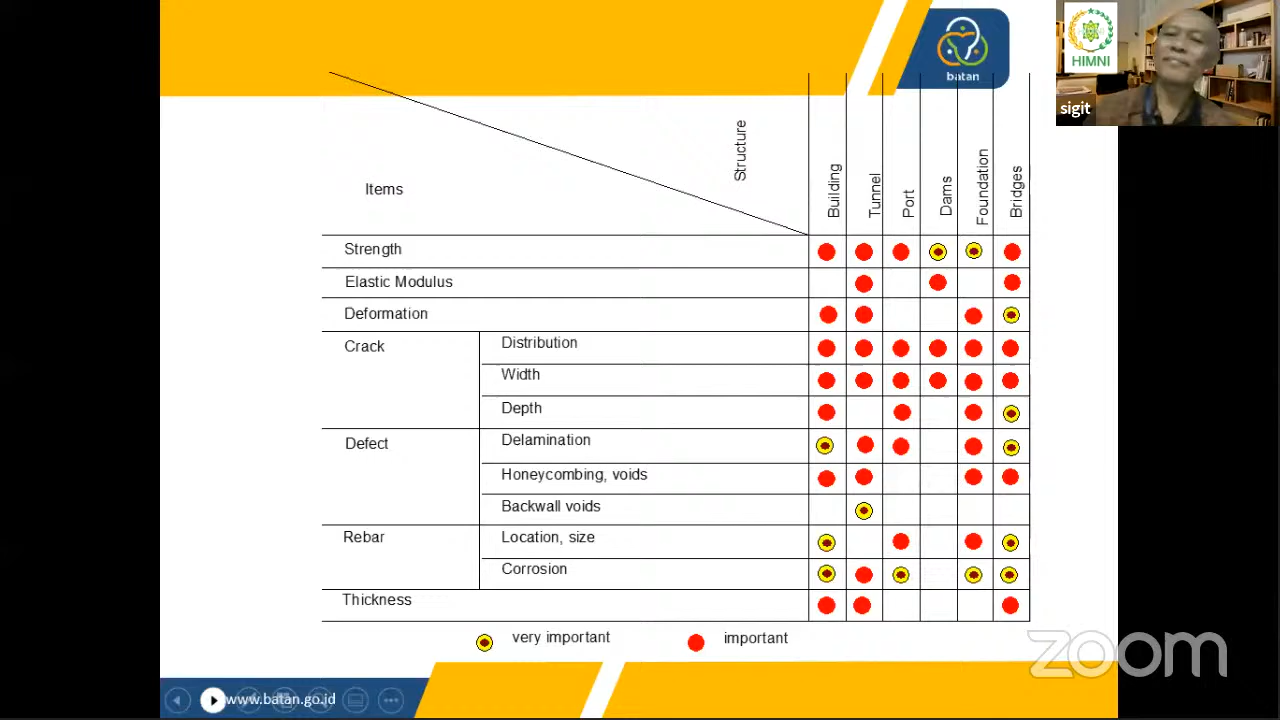 batan
HIMNI
sigit
Structure
Items
Building
Tunnel
Port
Dams
Foundation
Bridges
Strength
Elastic Modulus
Deformation
Crack
Distribution
Width
Depth
Defect
Delamination
Honeycombing, voids
Backwall voids
Rebar
Location, size
Corrosion
Thickness
very important
important
zoom
www.batan.go.id